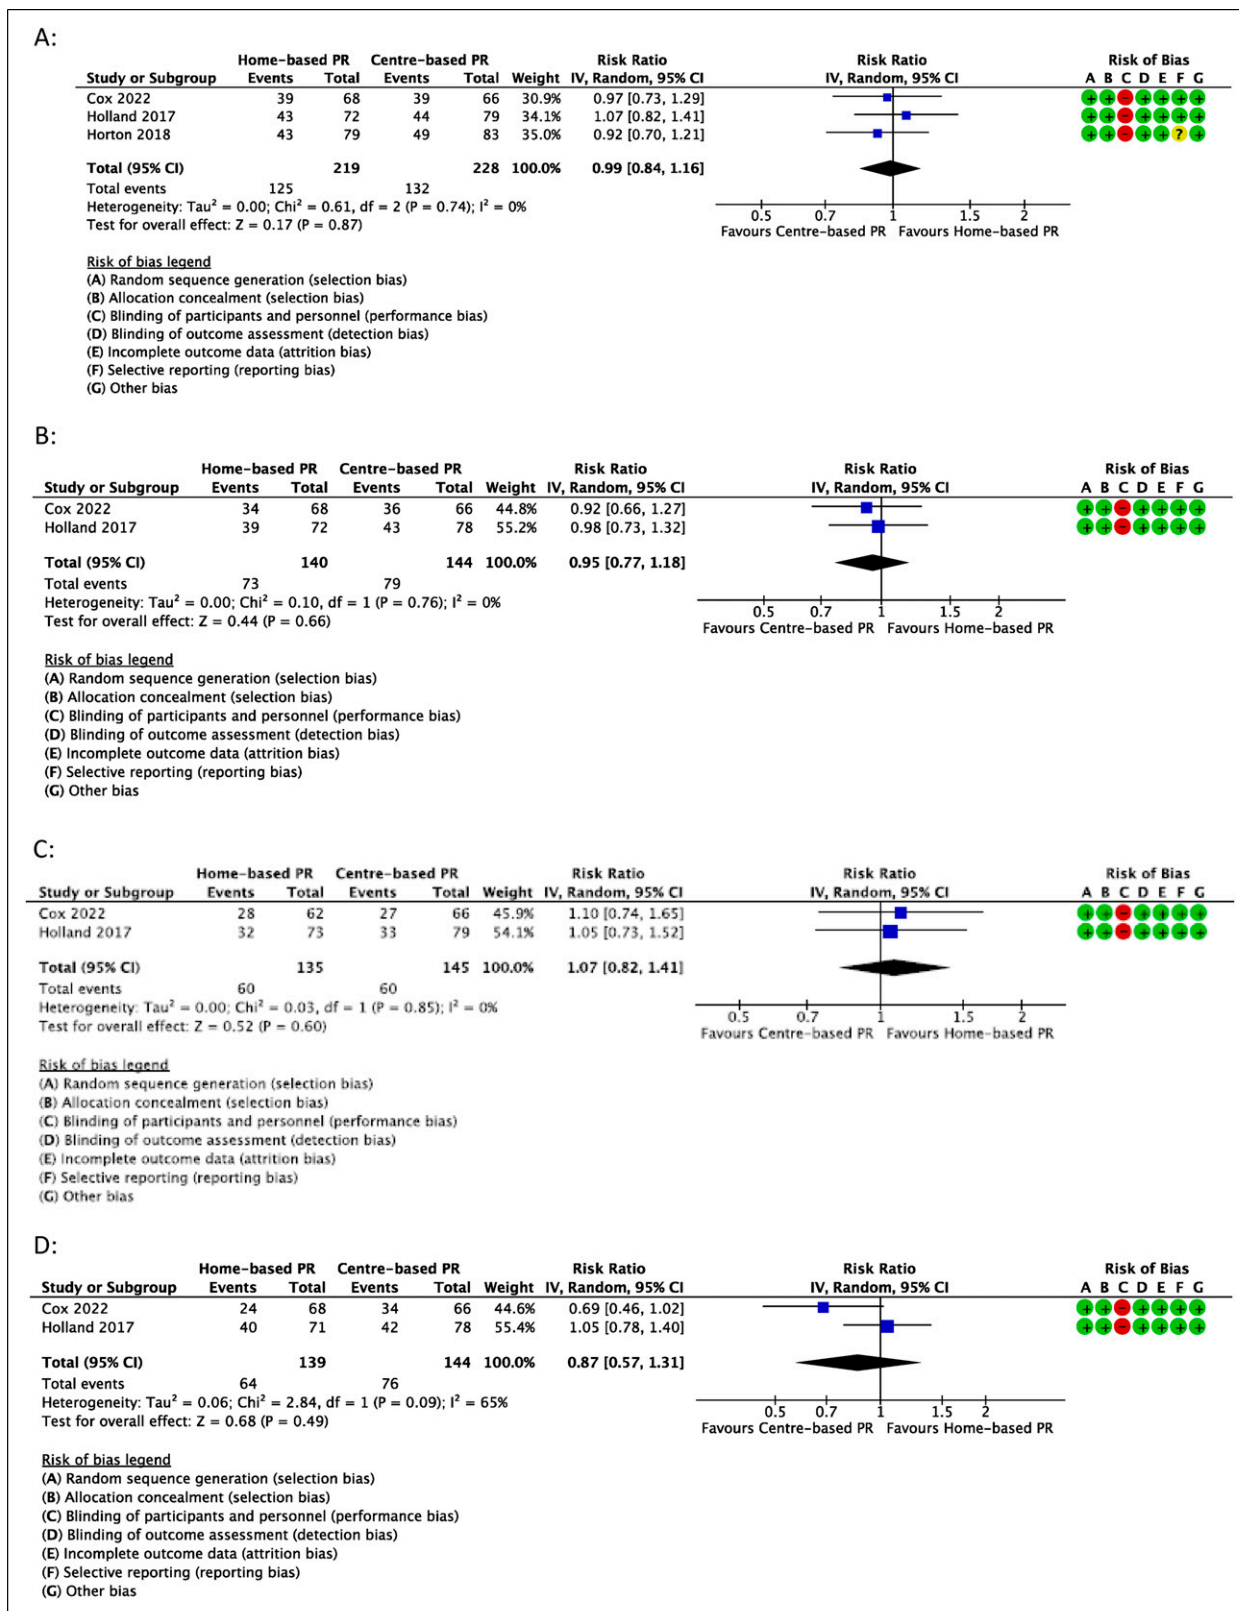 A:
Home-based PR Centre-based PR Risk Ratio Risk Ratio Risk of Bias
Study or Subgroup Events Total Events Total Weight IV, Random, 95% CI IV, Random, 95% CI A B C D E F G
Cox 2022 39 68 39 66 30.9% 0.97 [0.73, 1.29] + + - + + + +
Holland 2017 43 72 44 79 34.1% 1.07 [0.82, 1.41] + + - + + + +
Horton 2018 43 79 49 83 35.0% 0.92 [0.70, 1.21] + + - + + ? +
Total (95% CI) 219 228 100.0% 0.99 [0.84, 1.16]
Total events 125 132
Heterogeneity: Tau² = 0.00; Chi² = 0.61, df = 2 (P = 0.74); I² = 0%
Test for overall effect: Z = 0.17 (P = 0.87)
0.5 0.7 1 1.5 2
Favours Centre-based PR Favours Home-based PR
Risk of bias legend
(A) Random sequence generation (selection bias)
(B) Allocation concealment (selection bias)
(C) Blinding of participants and personnel (performance bias)
(D) Blinding of outcome assessment (detection bias)
(E) Incomplete outcome data (attrition bias)
(F) Selective reporting (reporting bias)
(G) Other bias
B:
Home-based PR Centre-based PR Risk Ratio Risk Ratio Risk of Bias
Study or Subgroup Events Total Events Total Weight IV, Random, 95% CI IV, Random, 95% CI A B C D E F G
Cox 2022 34 68 36 66 44.8% 0.92 [0.66, 1.27] + + - + + + +
Holland 2017 39 72 43 78 55.2% 0.98 [0.73, 1.32] + + - + + + +
Total (95% CI) 140 144 100.0% 0.95 [0.77, 1.18]
Total events 73 79
Heterogeneity: Tau² = 0.00; Chi² = 0.10, df = 1 (P = 0.76); I² = 0%
Test for overall effect: Z = 0.44 (P = 0.66)
0.5 0.7 1 1.5 2
Favours Centre-based PR Favours Home-based PR
Risk of bias legend
(A) Random sequence generation (selection bias)
(B) Allocation concealment (selection bias)
(C) Blinding of participants and personnel (performance bias)
(D) Blinding of outcome assessment (detection bias)
(E) Incomplete outcome data (attrition bias)
(F) Selective reporting (reporting bias)
(G) Other bias
C:
Home-based PR Centre-based PR Risk Ratio Risk Ratio Risk of Bias
Study or Subgroup Events Total Events Total Weight IV, Random, 95% CI IV, Random, 95% CI A B C D E F G
Cox 2022 28 62 27 66 45.9% 1.10 [0.74, 1.65] + + - + + + +
Holland 2017 32 73 33 79 54.1% 1.05 [0.73, 1.52] + + - + + + +
Total (95% CI) 135 145 100.0% 1.07 [0.82, 1.41]
Total events 60 60
Heterogeneity: Tau² = 0.00; Chi² = 0.03, df = 1 (P = 0.85); I² = 0%
Test for overall effect: Z = 0.52 (P = 0.60)
0.5 0.7 1 1.5 2
Favours Centre-based PR Favours Home-based PR
Risk of bias legend
(A) Random sequence generation (selection bias)
(B) Allocation concealment (selection bias)
(C) Blinding of participants and personnel (performance bias)
(D) Blinding of outcome assessment (detection bias)
(E) Incomplete outcome data (attrition bias)
(F) Selective reporting (reporting bias)
(G) Other bias
D:
Home-based PR Centre-based PR Risk Ratio Risk Ratio Risk of Bias
Study or Subgroup Events Total Events Total Weight IV, Random, 95% CI IV, Random, 95% CI A B C D E F G
Cox 2022 24 68 34 66 44.6% 0.69 [0.46, 1.02] + + - + + + +
Holland 2017 40 71 42 78 55.4% 1.05 [0.78, 1.40] + + - + + + +
Total (95% CI) 139 144 100.0% 0.87 [0.57, 1.31]
Total events 64 76
Heterogeneity: Tau² = 0.06; Chi² = 2.84, df = 1 (P = 0.09); I² = 65%
Test for overall effect: Z = 0.68 (P = 0.49)
0.5 0.7 1 1.5 2
Favours Centre-based PR Favours Home-based PR
Risk of bias legend
(A) Random sequence generation (selection bias)
(B) Allocation concealment (selection bias)
(C) Blinding of participants and personnel (performance bias)
(D) Blinding of outcome assessment (detection bias)
(E) Incomplete outcome data (attrition bias)
(F) Selective reporting (reporting bias)
(G) Other bias